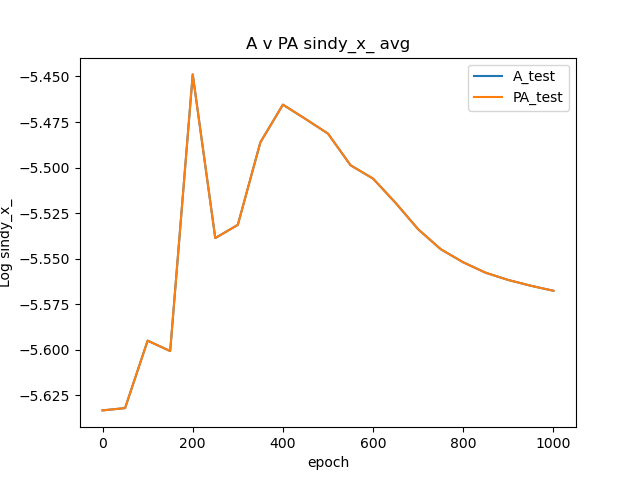 A v PA sindy_x_ avg
A_test
PA_test
−5.450
−5.475
−5.500
−5.525
−5.550
−5.575
−5.600
−5.625
Log sindy_x_
0 200 400 600 800 1000
epoch